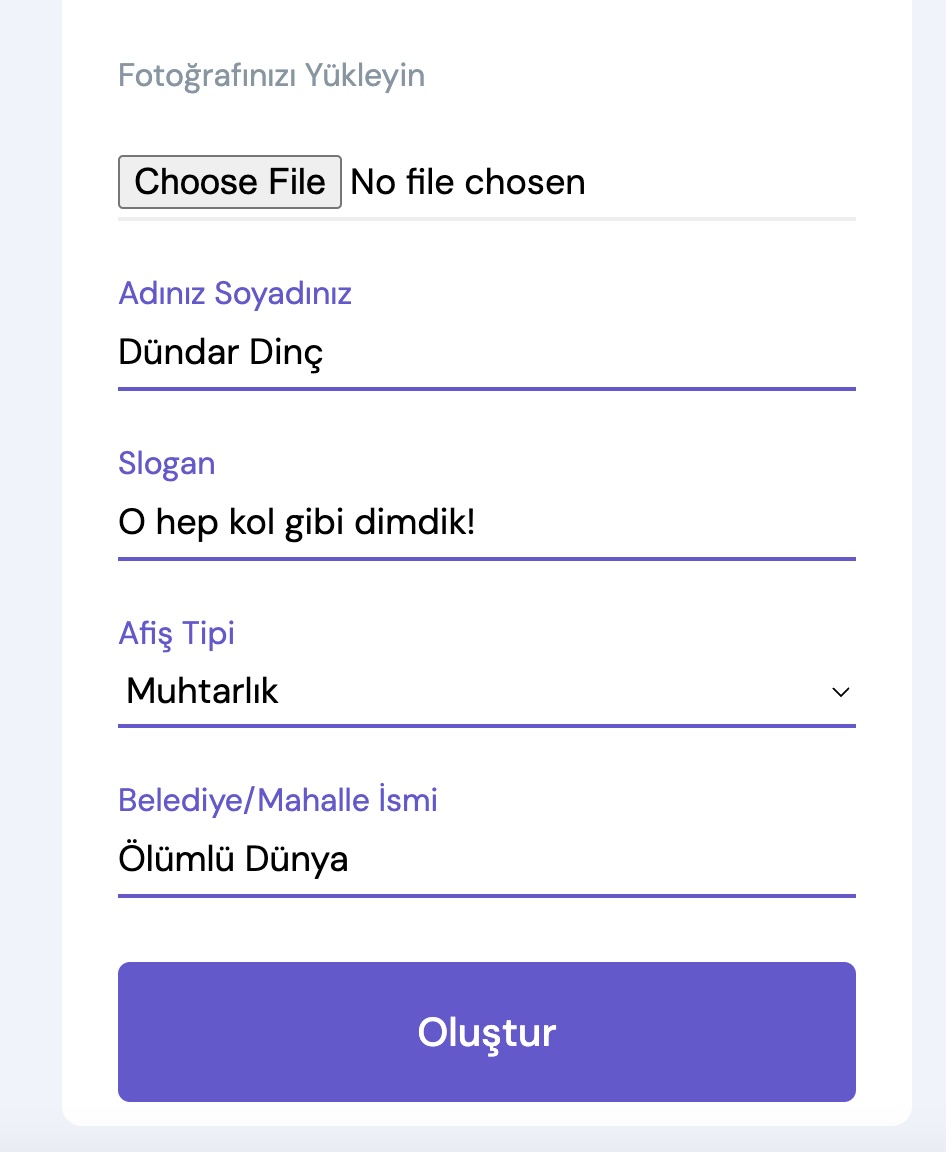 Fotoğrafınızı Yükleyin
Choose File No file chosen
Adınız Soyadınız
Dündar Dinç
Slogan
O hep kol gibi dimdik!
Afiş Tipi
Muhtarlık
Belediye/Mahalle İsmi
Ölümlü Dünya
Oluştur